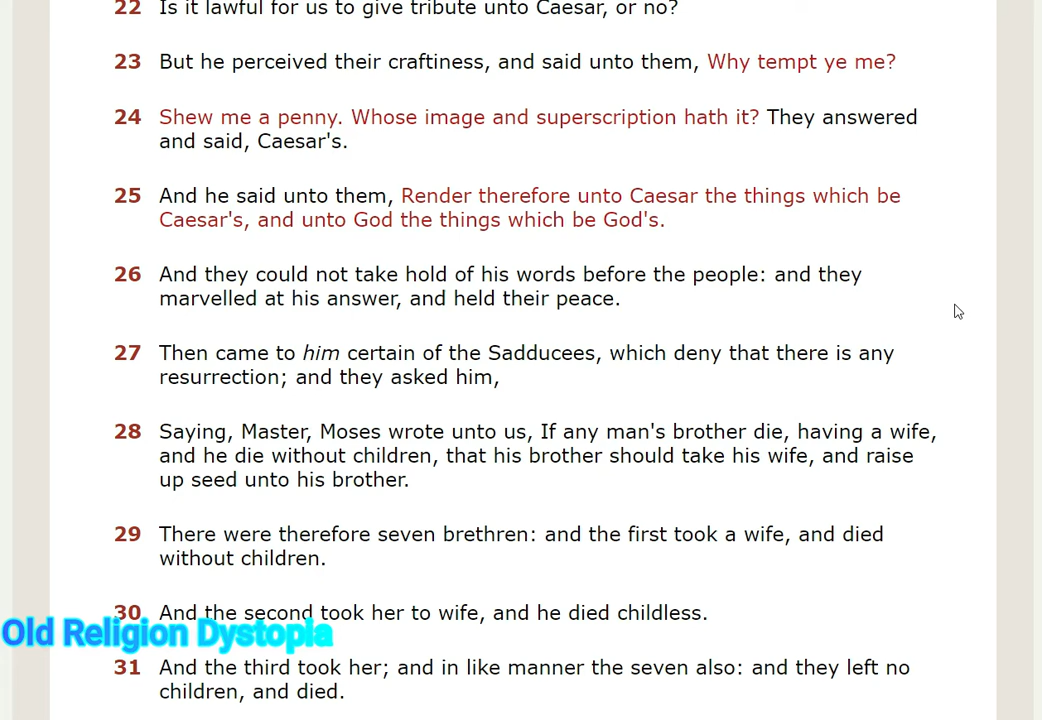 22 Is it lawful for us to give tribute unto Caesar, or no?
23 But he perceived their craftiness, and said unto them, Why tempt ye me?
24 Shew me a penny. Whose image and superscription hath it? They answered
and said, Caesar's.
25 And he said unto them, Render therefore unto Caesar the things which be
Caesar's, and unto God the things which be God's.
26 And they could not take hold of his words before the people: and they
marvelled at his answer, and held their peace.
27 Then came to him certain of the Sadducees, which deny that there is any
resurrection; and they asked him,
28 Saying, Master, Moses wrote unto us, If any man's brother die, having a wife,
and he die without children, that his brother should take his wife, and raise
up seed unto his brother.
29 There were therefore seven brethren: and the first took a wife, and died
without children.
30 And the second took her to wife, and he died childless.
Old Religion Dystopia
31 And the third took her; and in like manner the seven also: and they left no
children, and died.